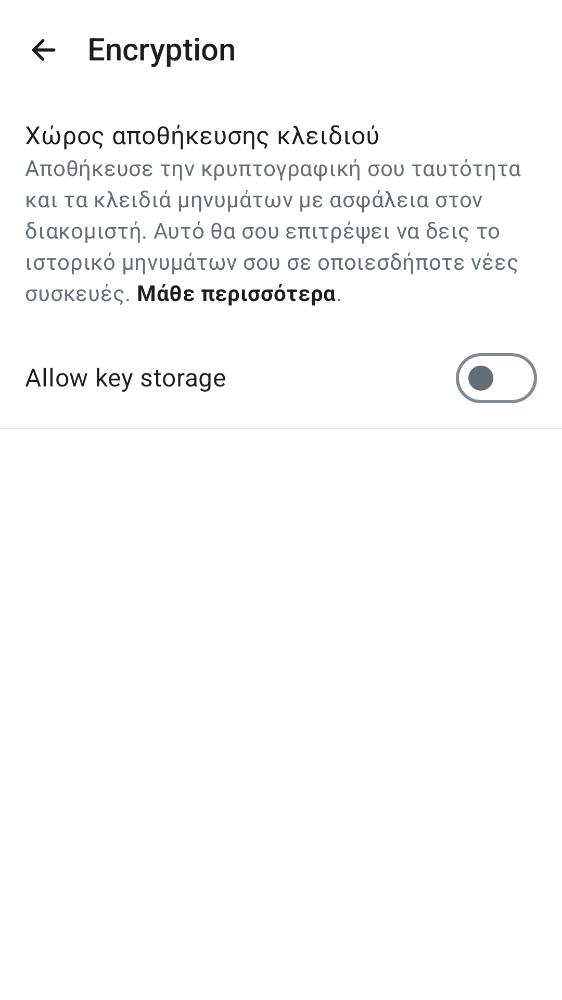 Encryption
Χώρος αποθήκευσης κλειδιού
Αποθήκευσε την κρυπτογραφική σου ταυτότητα
και τα κλειδιά μηνυμάτων με ασφάλεια στον
διακομιστή. Αυτό θα σου επιτρέψει να δεις το
ιστορικό μηνυμάτων σου σε οποιεσδήποτε νέες
συσκευές. Μάθε περισσότερα.
Allow key storage